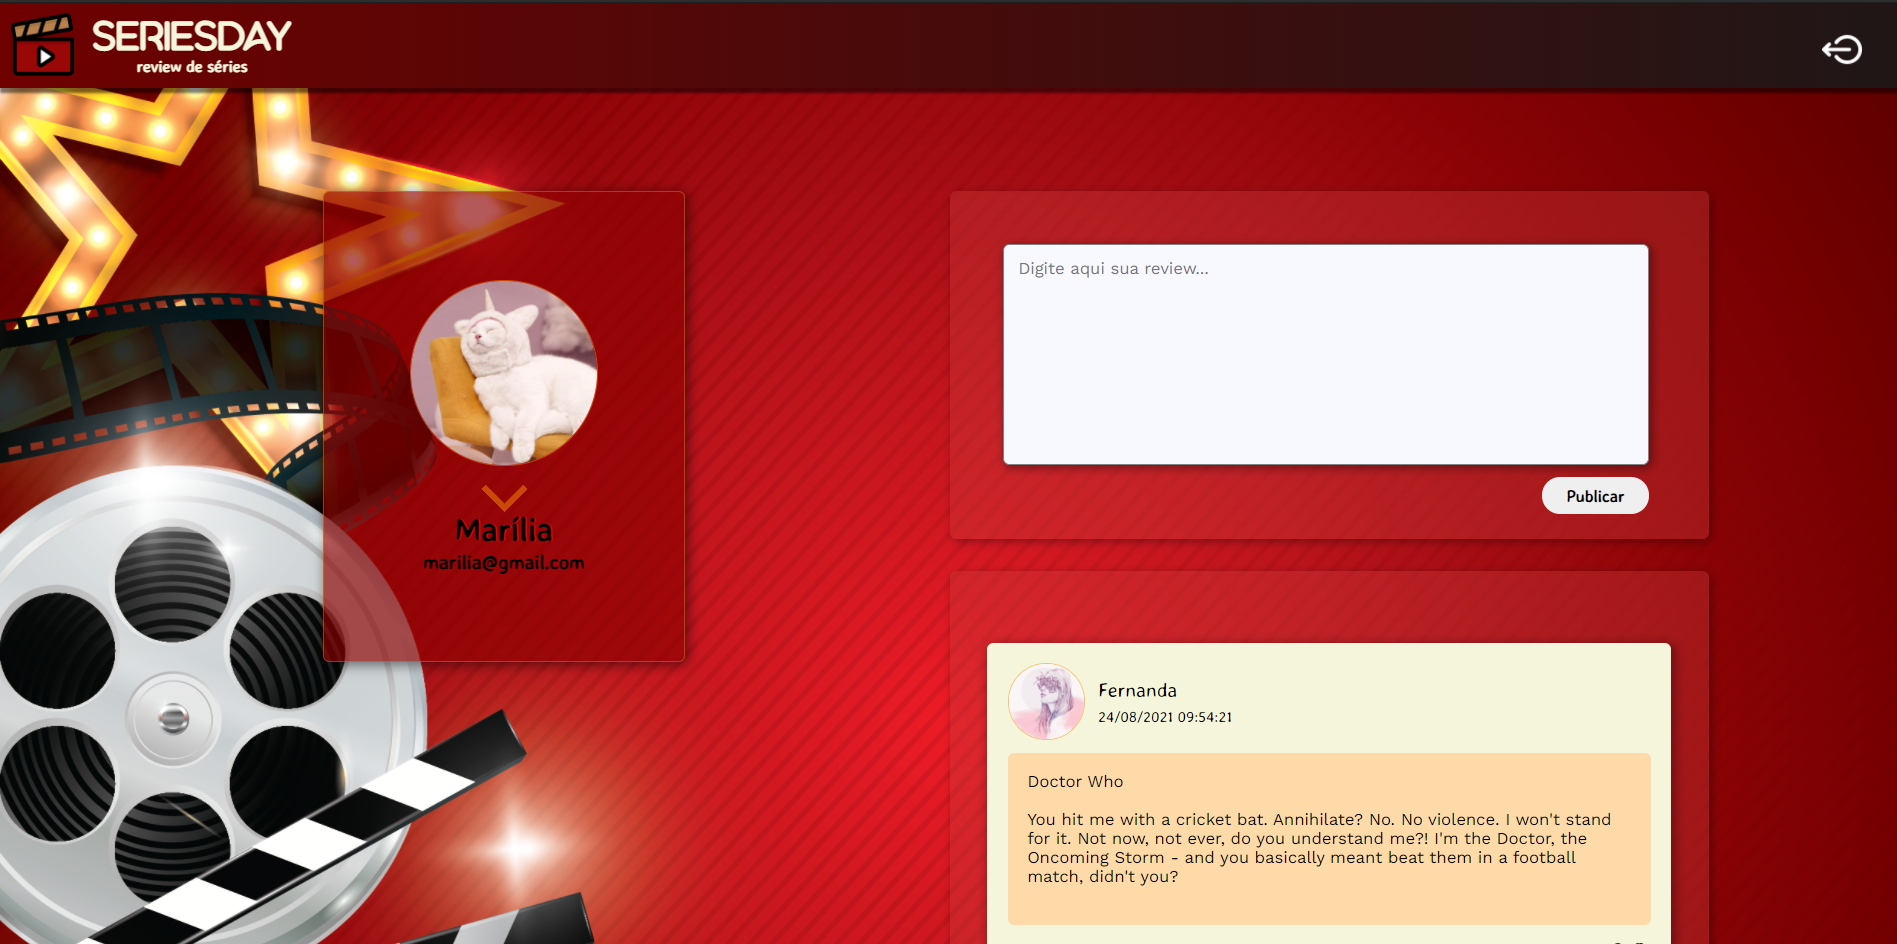 SERIESDAY
review de séries
Marília
marilia@gmail.com
Digite aqui sua review...
Publicar
Fernanda
24/08/2021 09:54:21
Doctor Who
You hit me with a cricket bat. Annihilate? No. No violence. I won't stand
for it. Not now, not ever, do you understand me?! I'm the Doctor, the
Oncoming Storm - and you basically meant beat them in a football
match, didn't you?